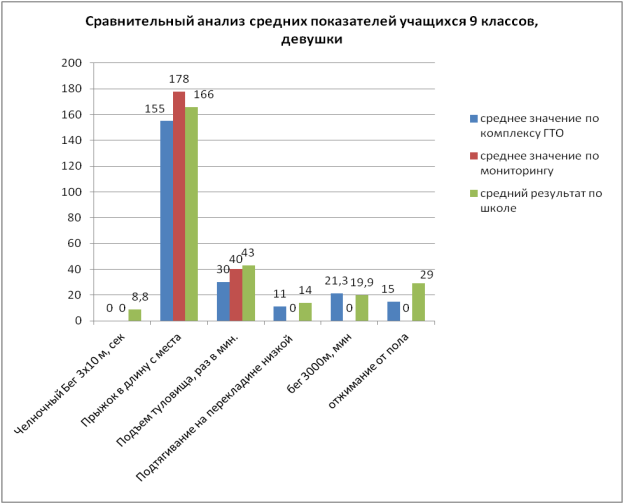 Сравнительный анализ средних показателей учащихся 9 классов,
девушки
200
180
160
140
120
100
80
60
40
20
0
0
0
8,8
155
178
166
30
40
43
11
0
14
21,3
0
19,9
15
0
29
Челночный Бег 3х10 м, сек
Прыжок в длину с места
Подъем туловища, раз в мин.
Подтягивание на перекладине низкой
бег 3000м, мин
отжимание от пола
среднее значение по
комплексу ГТО
среднее значение по
мониторингу
средний результат по
школе